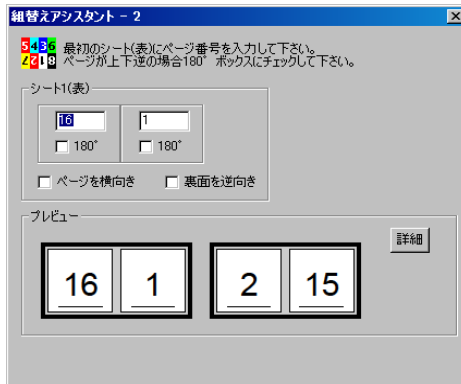 組替えアシスタント - 2
最初のシート(表)にページ番号を入力して下さい。
ページが上下逆の場合180° ボックスにチェックして下さい。
シート1(表)
16 1
180° 180°
ページを横向き 裏面を逆向き
プレビュー
詳細
16 1 2 15